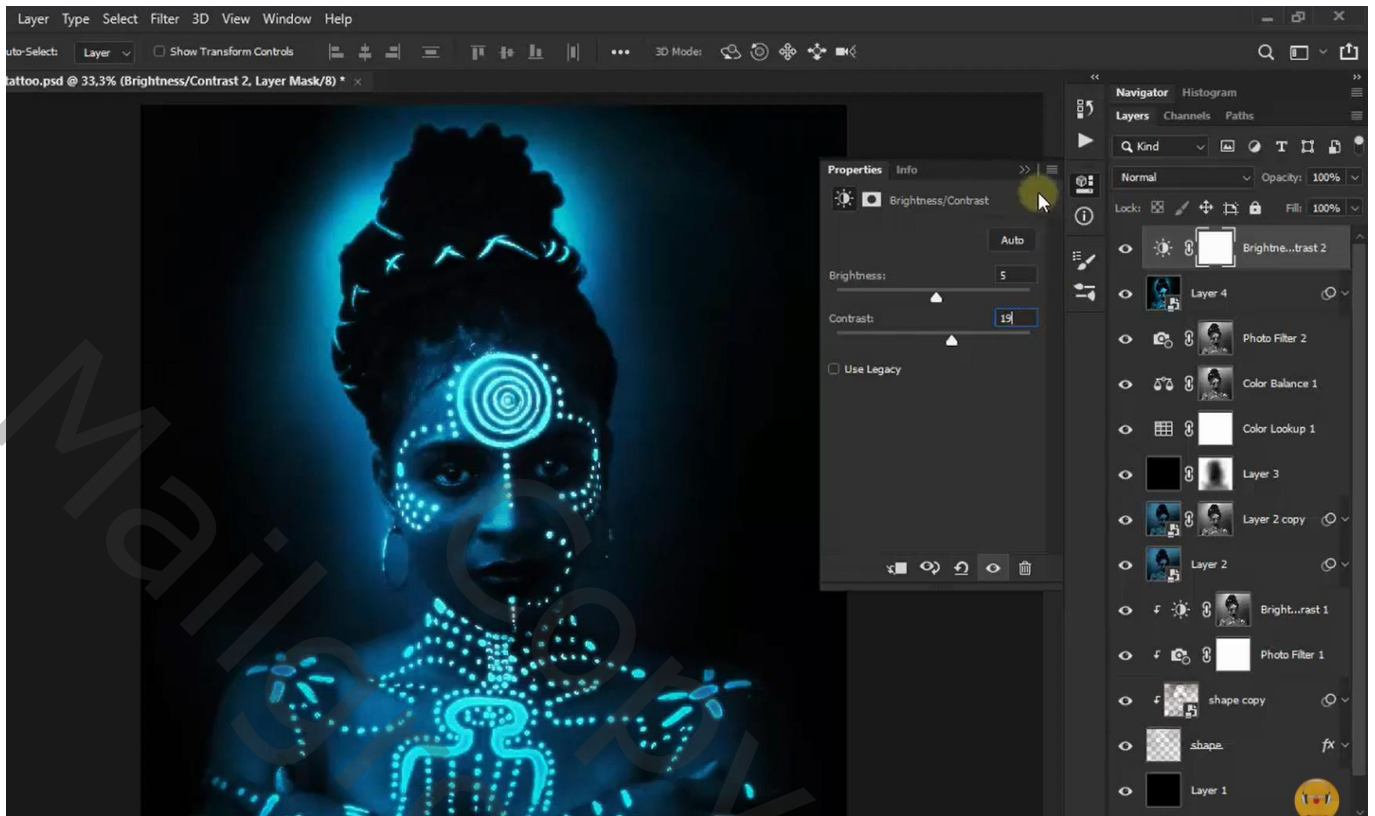 Layer Type Select Filter 3D View Window Help
uto-Select: Layer Show Transform Controls 3D Mode:
tattoo.psd @ 33,3% (Brightness/Contrast 2, Layer Mask/8) *
Navigator Histogram
Layers Channels Paths
Kind
Normal Opacity: 100%
Lock: Fill: 100%
Properties Info
Brightness/Contrast
Auto
Brightness: 5
Contrast: 19
Use Legacy
Brightne...trast 2
Layer 4
Photo Filter 2
Color Balance 1
Color Lookup 1
Layer 3
Layer 2 copy
Layer 2
Bright...rast 1
Photo Filter 1
shape copy
shape fx
Layer 1